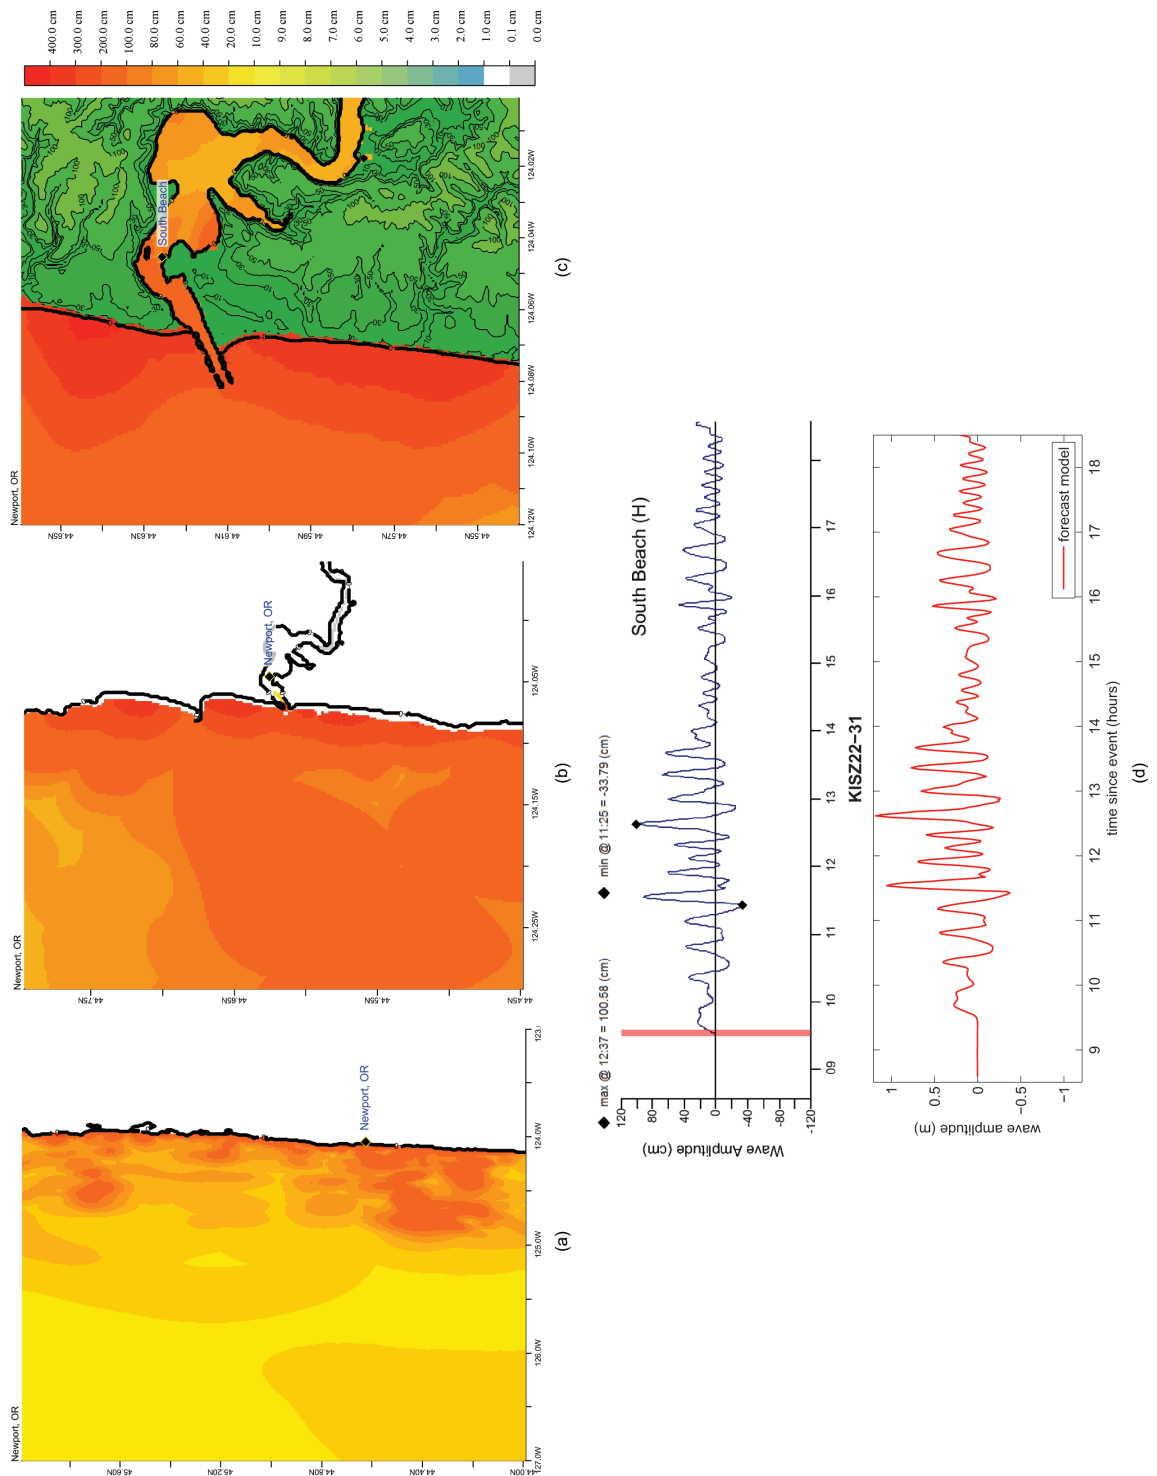 Newport, OR
45.60N
45.20N
44.80N
44.40N
44.00N
127.0W
126.0W
125.0W
124.0W
123.
Newport, OR
(a)
Newport, OR
44.75N
44.65N
44.55N
44.45N
124.25W
124.15W
124.05W
Newport, OR
(b)
Newport, OR
44.65N
44.63N
44.61N
44.59N
44.57N
44.55N
124.12W
124.10W
124.08W
124.06W
124.04W
124.02W
South Beach
(c)
400.0 cm
300.0 cm
200.0 cm
100.0 cm
80.0 cm
60.0 cm
40.0 cm
20.0 cm
10.0 cm
9.0 cm
8.0 cm
7.0 cm
6.0 cm
5.0 cm
4.0 cm
3.0 cm
2.0 cm
1.0 cm
0.1 cm
0.0 cm
max @ 12:37 = 100.58 (cm)
min @ 11:25 = -33.79 (cm)
South Beach (H)
Wave Amplitude (cm)
120
80
40
0
-40
-80
-120
09
10
11
12
13
14
15
16
17
KISZ22−31
wave amplitude (m)
1
0.5
0
−0.5
−1
9
10
11
12
13
14
15
16
17
18
forecast model
time since event (hours)
(d)